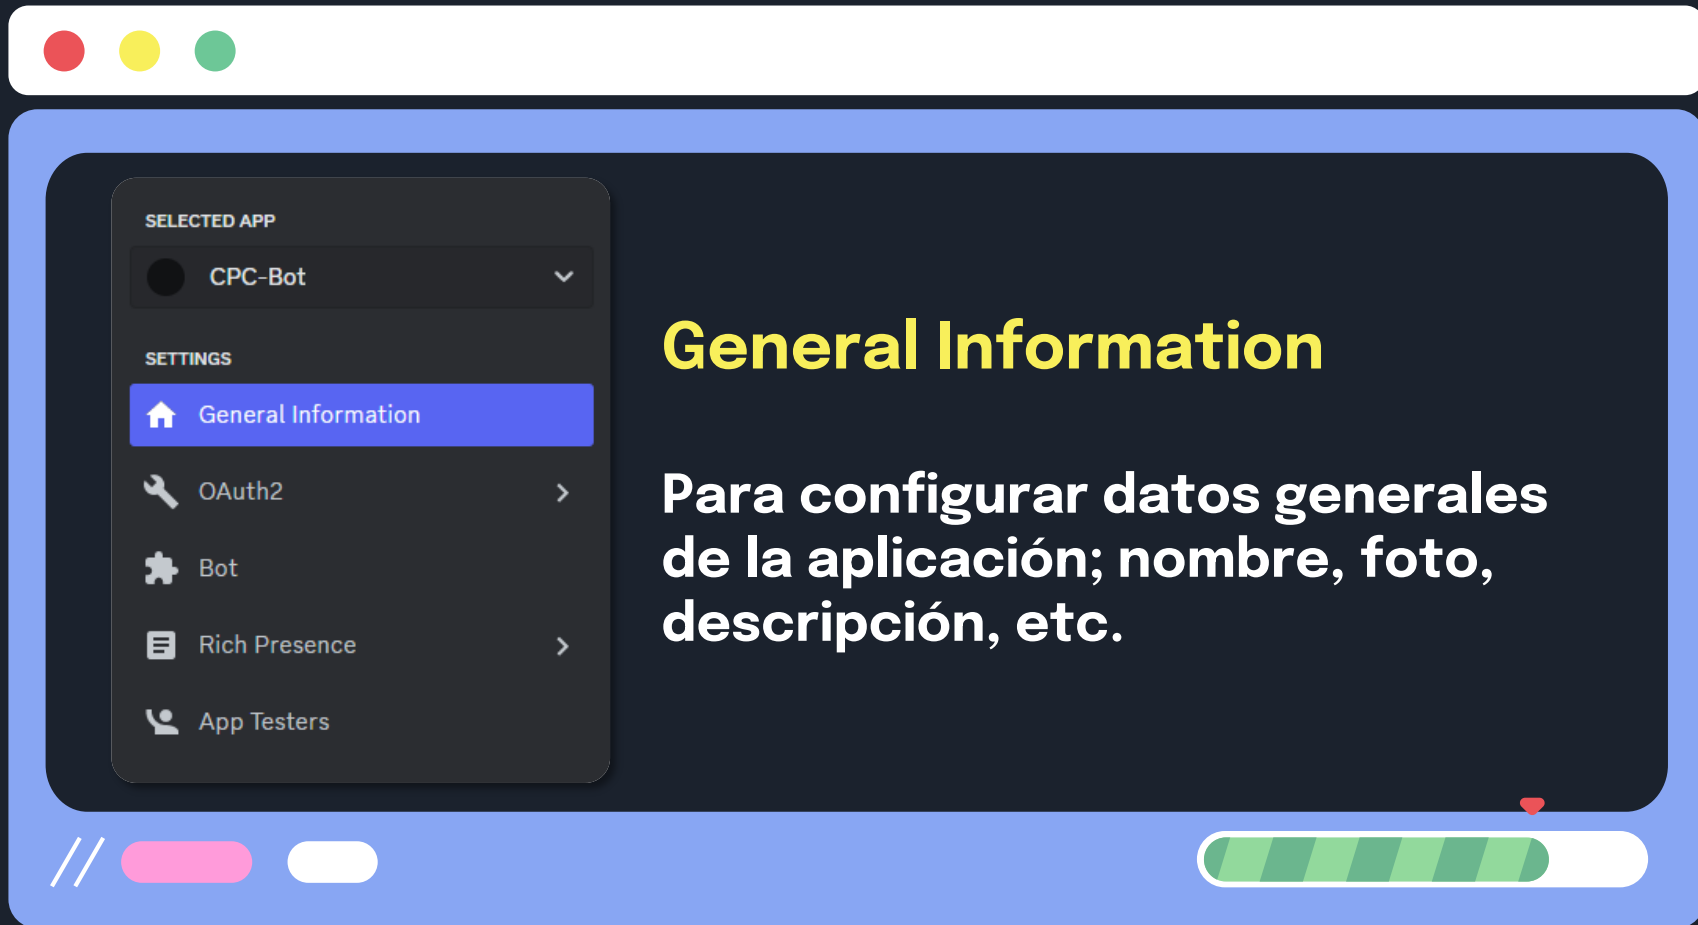 SELECTED APP
CPC-Bot
SETTINGS
General Information
OAuth2
Bot
Rich Presence
App Testers
General Information
Para configurar datos generales
de la aplicación; nombre, foto,
descripción, etc.